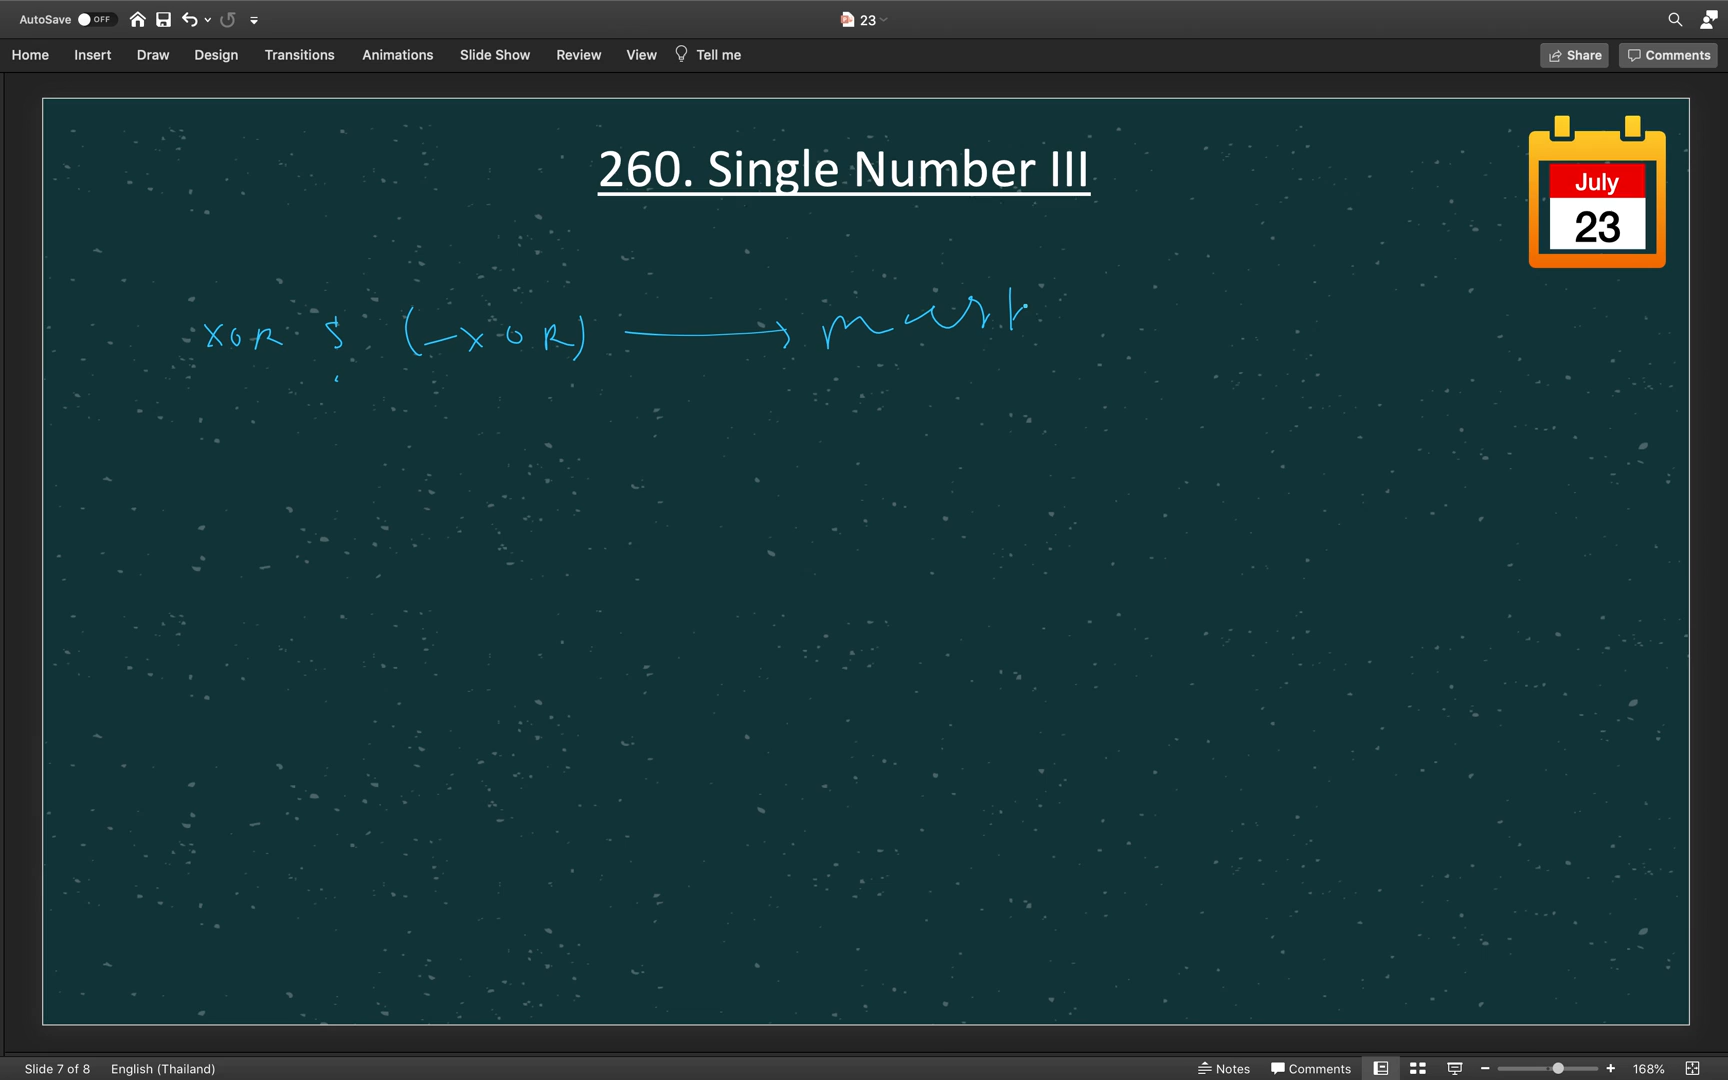 AutoSave OFF 23
Home Insert Draw Design Transitions Animations Slide Show Review View Tell me Share Comments
260. Single Number III
July
23
XOR & (-XOR) → mask
Slide 7 of 8 English (Thailand) Notes Comments 168%